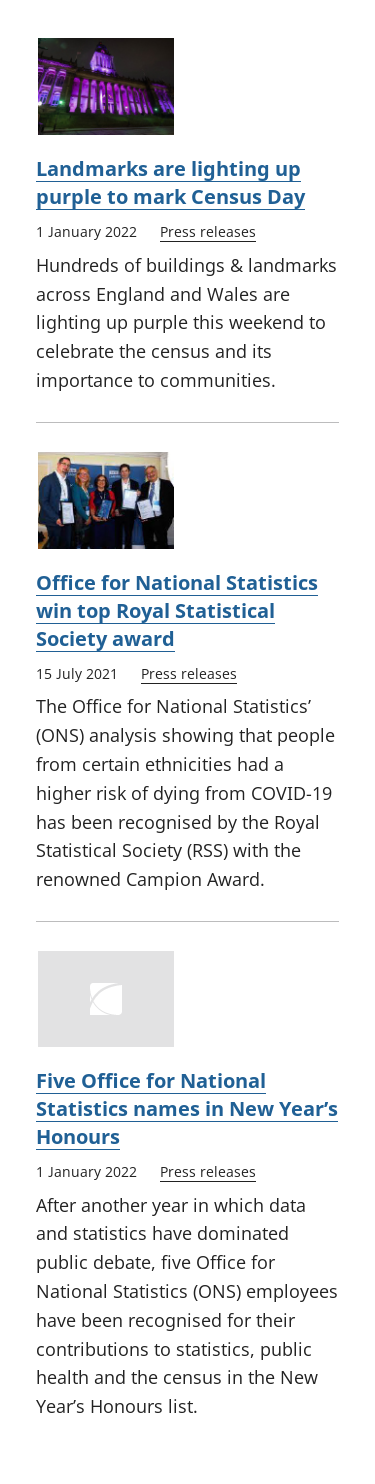 Landmarks are lighting up
purple to mark Census Day
1 January 2022 Press releases
Hundreds of buildings & landmarks
across England and Wales are
lighting up purple this weekend to
celebrate the census and its
importance to communities.
Office for National Statistics
win top Royal Statistical
Society award
15 July 2021 Press releases
The Office for National Statistics’
(ONS) analysis showing that people
from certain ethnicities had a
higher risk of dying from COVID-19
has been recognised by the Royal
Statistical Society (RSS) with the
renowned Campion Award.
Five Office for National
Statistics names in New Year’s
Honours
1 January 2022 Press releases
After another year in which data
and statistics have dominated
public debate, five Office for
National Statistics (ONS) employees
have been recognised for their
contributions to statistics, public
health and the census in the New
Year’s Honours list.